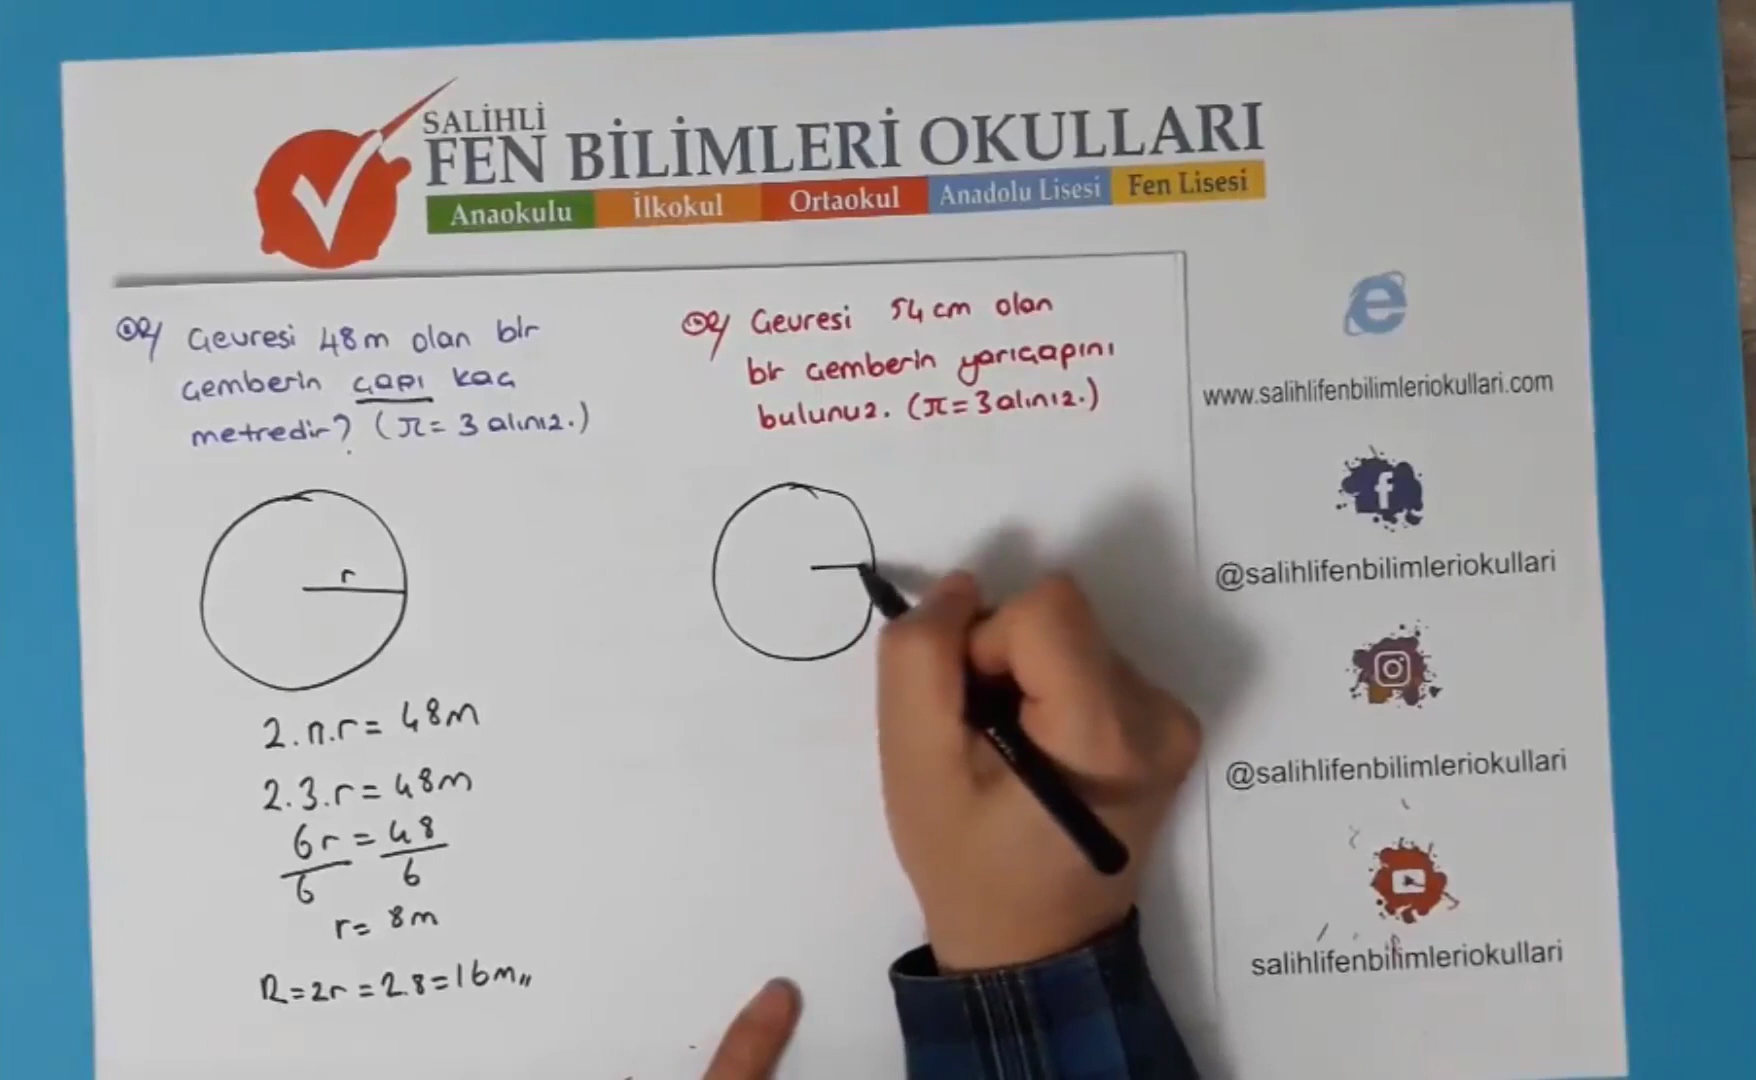 SALİHLİ
FEN BİLİMLERİ OKULLARI
Anaokulu İlkokul Ortaokul Anadolu Lisesi Fen Lisesi
Çevresi 48m olan bir
çemberin çapı kaç
metredir? (π = 3 alınız.)
r
2.π.r = 48m
2.3.r = 48m
6r = 48
6 6
r = 8m
R = 2r = 2.8 = 16m
Çevresi 54 cm olan
bir çemberin yarıçapını
bulunuz. (π = 3 alınız.)
www.salihlifenbilimleriokullari.com
@salihlifenbilimleriokullari
@salihlifenbilimleriokullari
salihlifenbilimleriokullari